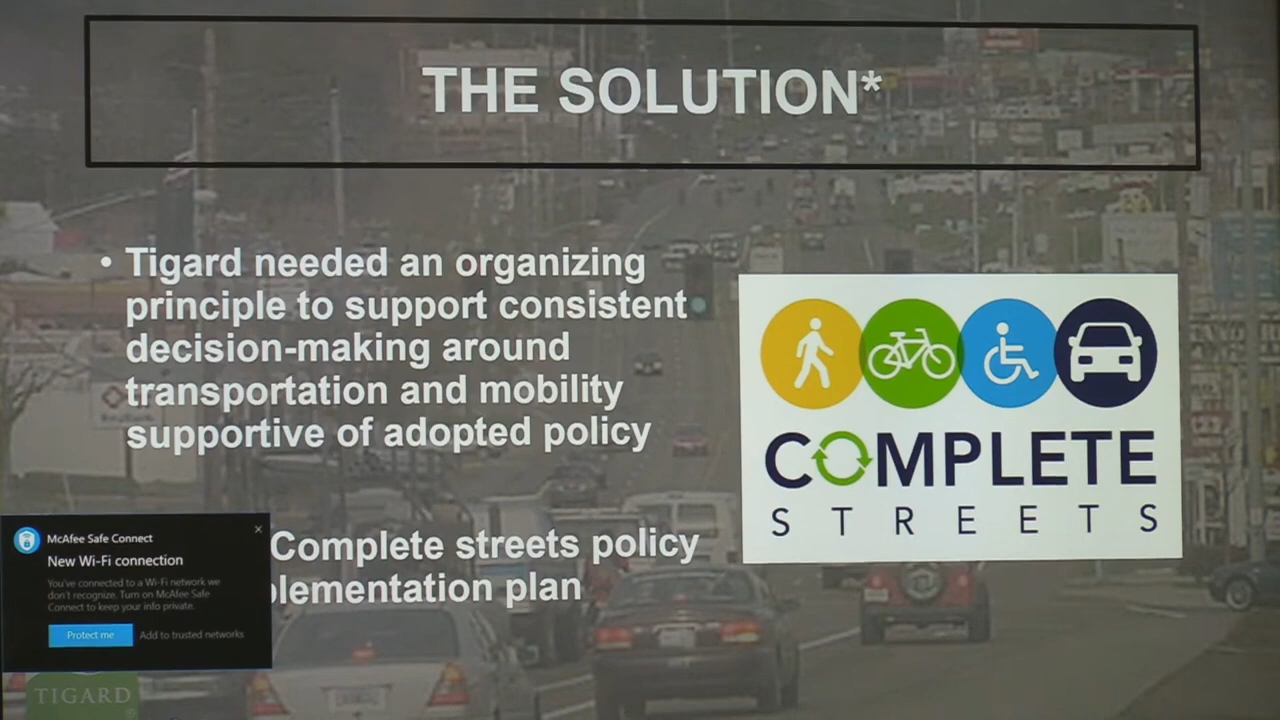 THE SOLUTION*
• Tigard needed an organizing
principle to support consistent
decision-making around
transportation and mobility
supportive of adopted policy
Complete streets policy
plementation plan
COMPLETE
STREETS
McAfee Safe Connect
New Wi-Fi connection
You've connected to a Wi-Fi network we
don't recognize. Turn on McAfee Safe
Connect to keep your info private.
Protect me Add to trusted networks
TIGARD